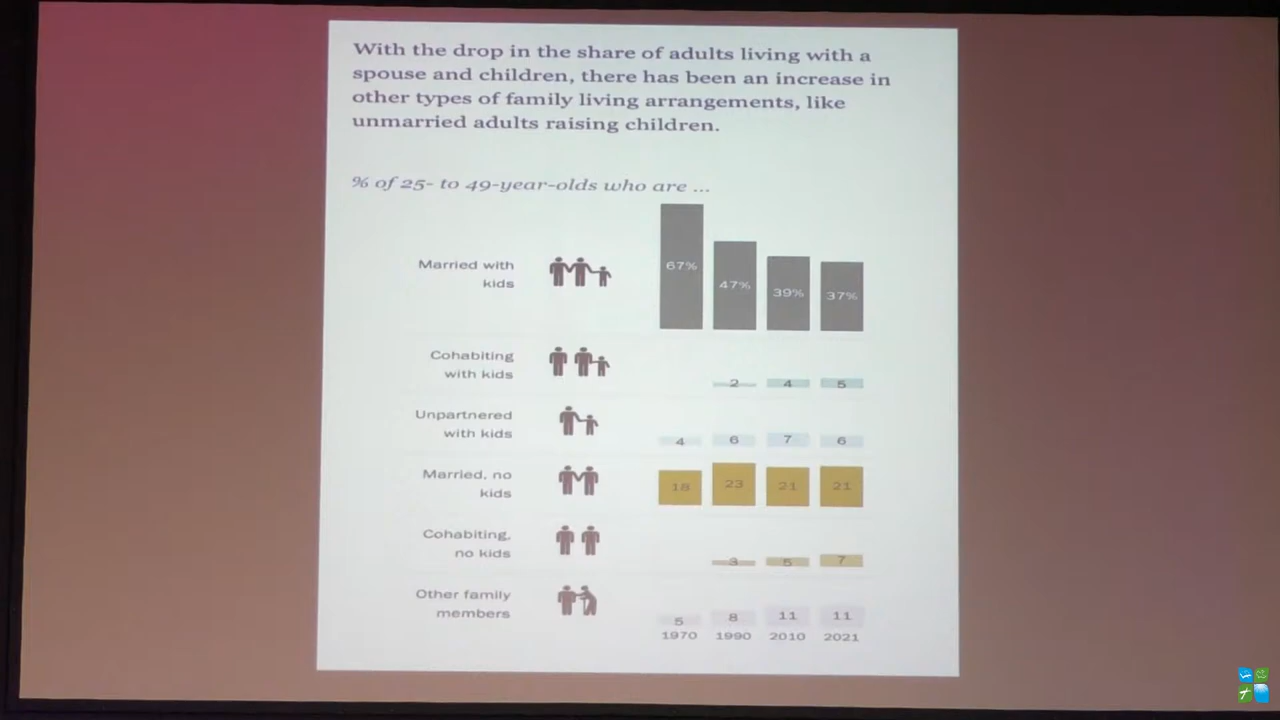 With the drop in the share of adults living with a
spouse and children, there has been an increase in
other types of family living arrangements, like
unmarried adults raising children.
% of 25- to 49-year-olds who are ...
Married with
kids
67%
47%
39%
37%
Cohabiting
with kids
2
4
5
Unpartnered
with kids
4
6
7
6
Married, no
kids
18
23
21
21
Cohabiting,
no kids
3
5
7
Other family
members
5
8
11
11
1970
1990
2010
2021